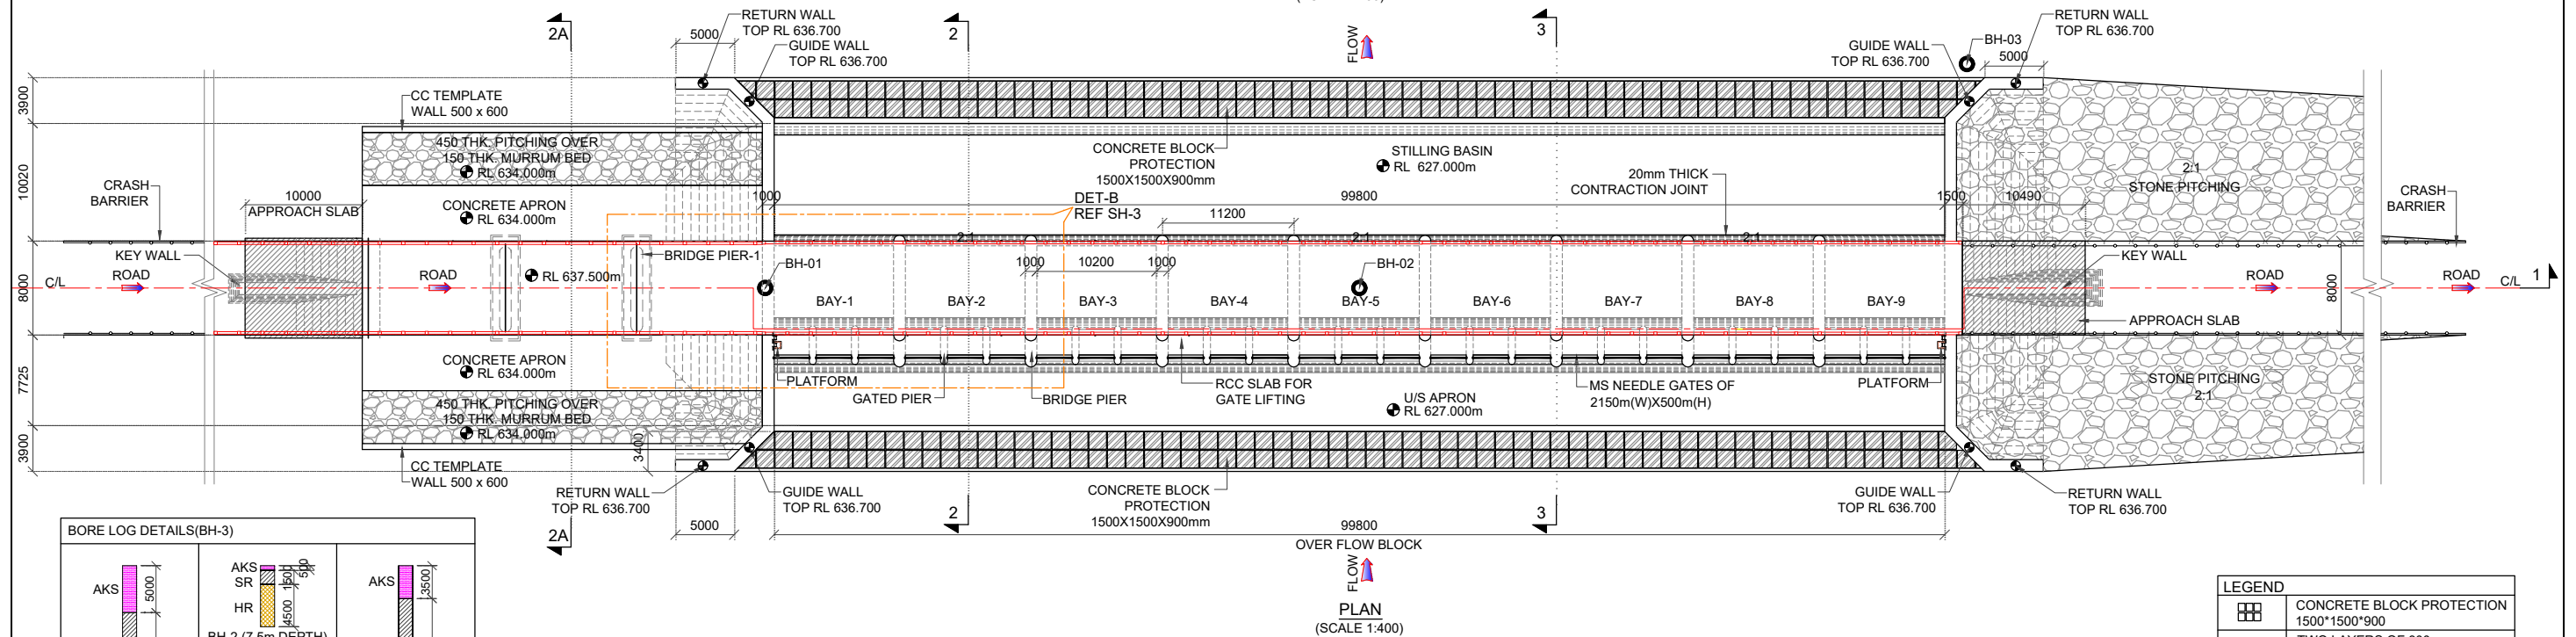 RETURN WALL
TOP RL 636.700
GUIDE WALL
TOP RL 636.700
5000
2A
2
3
FLOW
RETURN WALL
TOP RL 636.700
BH-03
GUIDE WALL
TOP RL 636.700
5000
3900
10020
8000
7725
3900
CC TEMPLATE
WALL 500 x 600
450 THK. PITCHING OVER
150 THK. MURRUM BED
RL 634.000m
CONCRETE APRON
RL 634.000m
CRASH
BARRIER
10000
APPROACH SLAB
KEY WALL
ROAD
C/L
ROAD
RL 637.500m
BRIDGE PIER-1
BH-01
1000
DET-B
REF SH-3
CONCRETE BLOCK
PROTECTION
1500X1500X900mm
STILLING BASIN
RL 627.000m
20mm THICK
CONTRACTION JOINT
99800
11200
1500
10490
2:1
STONE PITCHING
CRASH
BARRIER
2:1
2:1
2:1
1000
10200
1000
BH-02
BAY-1
BAY-2
BAY-3
BAY-4
BAY-5
BAY-6
BAY-7
BAY-8
BAY-9
KEY WALL
ROAD
8000
ROAD
C/L
1
APPROACH SLAB
CONCRETE APRON
RL 634.000m
450 THK. PITCHING OVER
150 THK. MURRUM BED
RL 634.000m
3400
CC TEMPLATE
WALL 500 x 600
PLATFORM
GATED PIER
BRIDGE PIER
RCC SLAB FOR
GATE LIFTING
U/S APRON
RL 627.000m
MS NEEDLE GATES OF
2150m(W)X500m(H)
PLATFORM
STONE PITCHING
2:1
RETURN WALL
TOP RL 636.700
GUIDE WALL
TOP RL 636.700
5000
2A
2
CONCRETE BLOCK
PROTECTION
1500X1500X900mm
3
99800
OVER FLOW BLOCK
FLOW
GUIDE WALL
TOP RL 636.700
RETURN WALL
TOP RL 636.700
PLAN
(SCALE 1:400)
BORE LOG DETAILS(BH-3)
AKS
5000
AKS
SR
HR
500
1500
4500
BH-2 (7.5m DEPTH)
AKS
3500
LEGEND
CONCRETE BLOCK PROTECTION
1500*1500*900